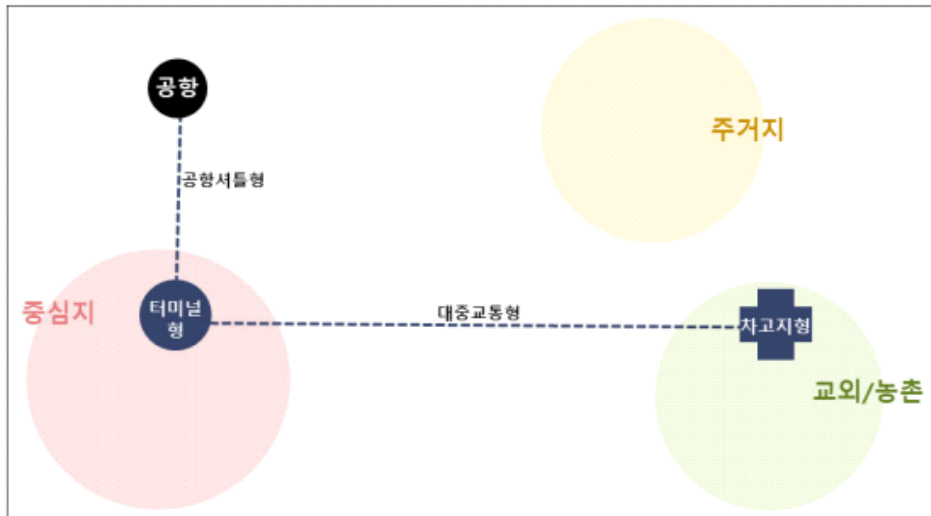 공항
주거지
공항셔틀형
중심지
터미널
형
대중교통형
차고지형
교외/농촌